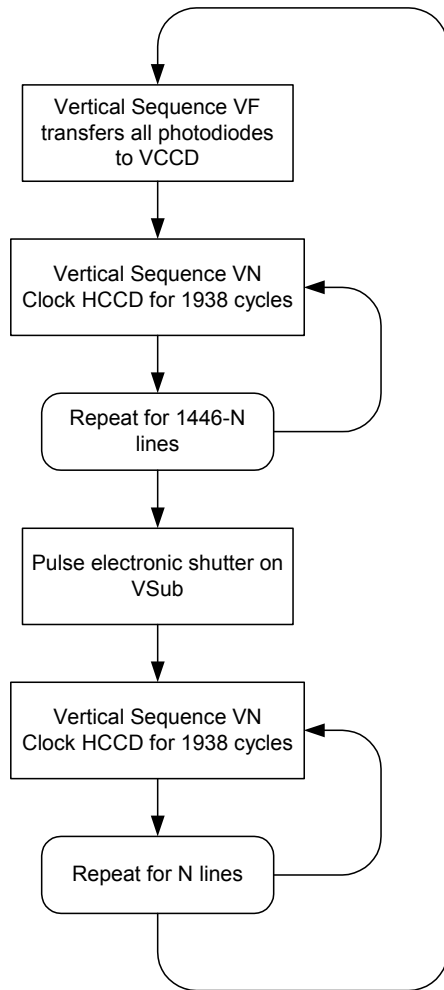 Vertical Sequence VF
transfers all photodiodes
to VCCD
Vertical Sequence VN
Clock HCCD for 1938 cycles
Repeat for 1446-N
lines
Pulse electronic shutter on
VSub
Vertical Sequence VN
Clock HCCD for 1938 cycles
Repeat for N lines